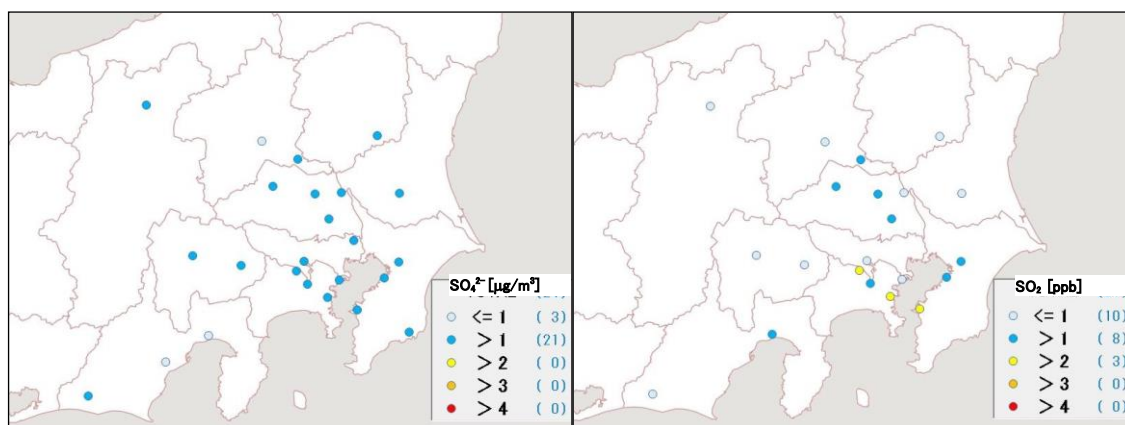 SO₄²⁻ [μg/m³]
<= 1 ( 3)
> 1 (21)
> 2 ( 0)
> 3 ( 0)
> 4 ( 0)
SO₂ [ppb]
<= 1 (10)
> 1 ( 8)
> 2 ( 3)
> 3 ( 0)
> 4 ( 0)